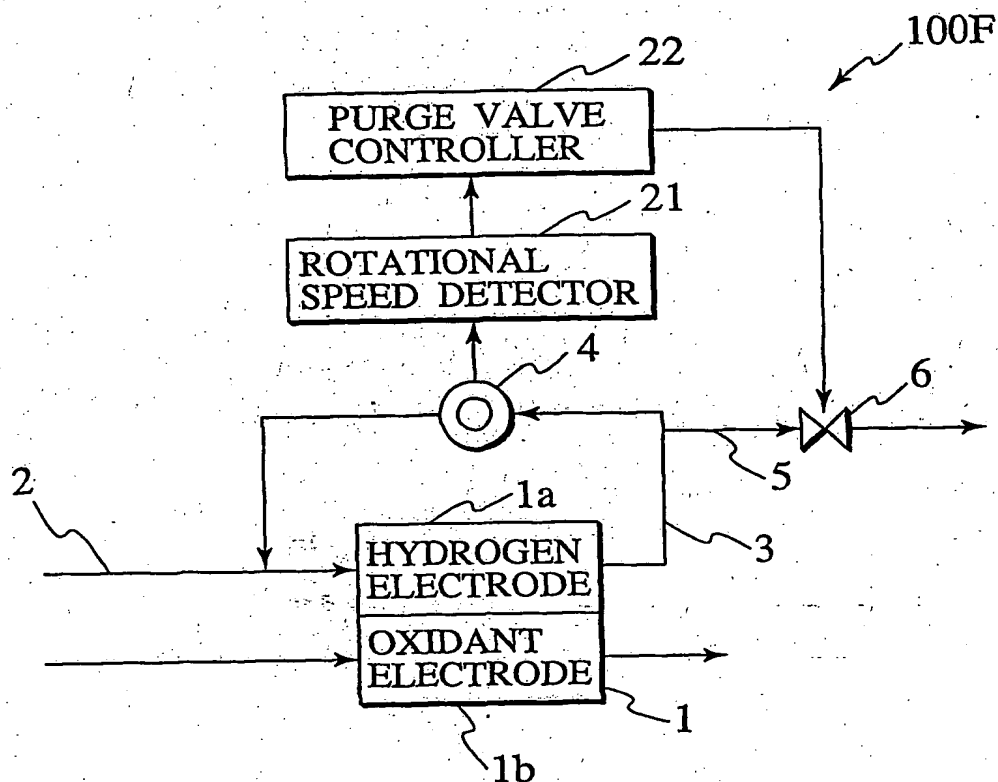 100F
22
PURGE VALVE
CONTROLLER
21
ROTATIONAL
SPEED DETECTOR
4
6
5
2
1a
3
HYDROGEN
ELECTRODE
OXIDANT
ELECTRODE
1
1b